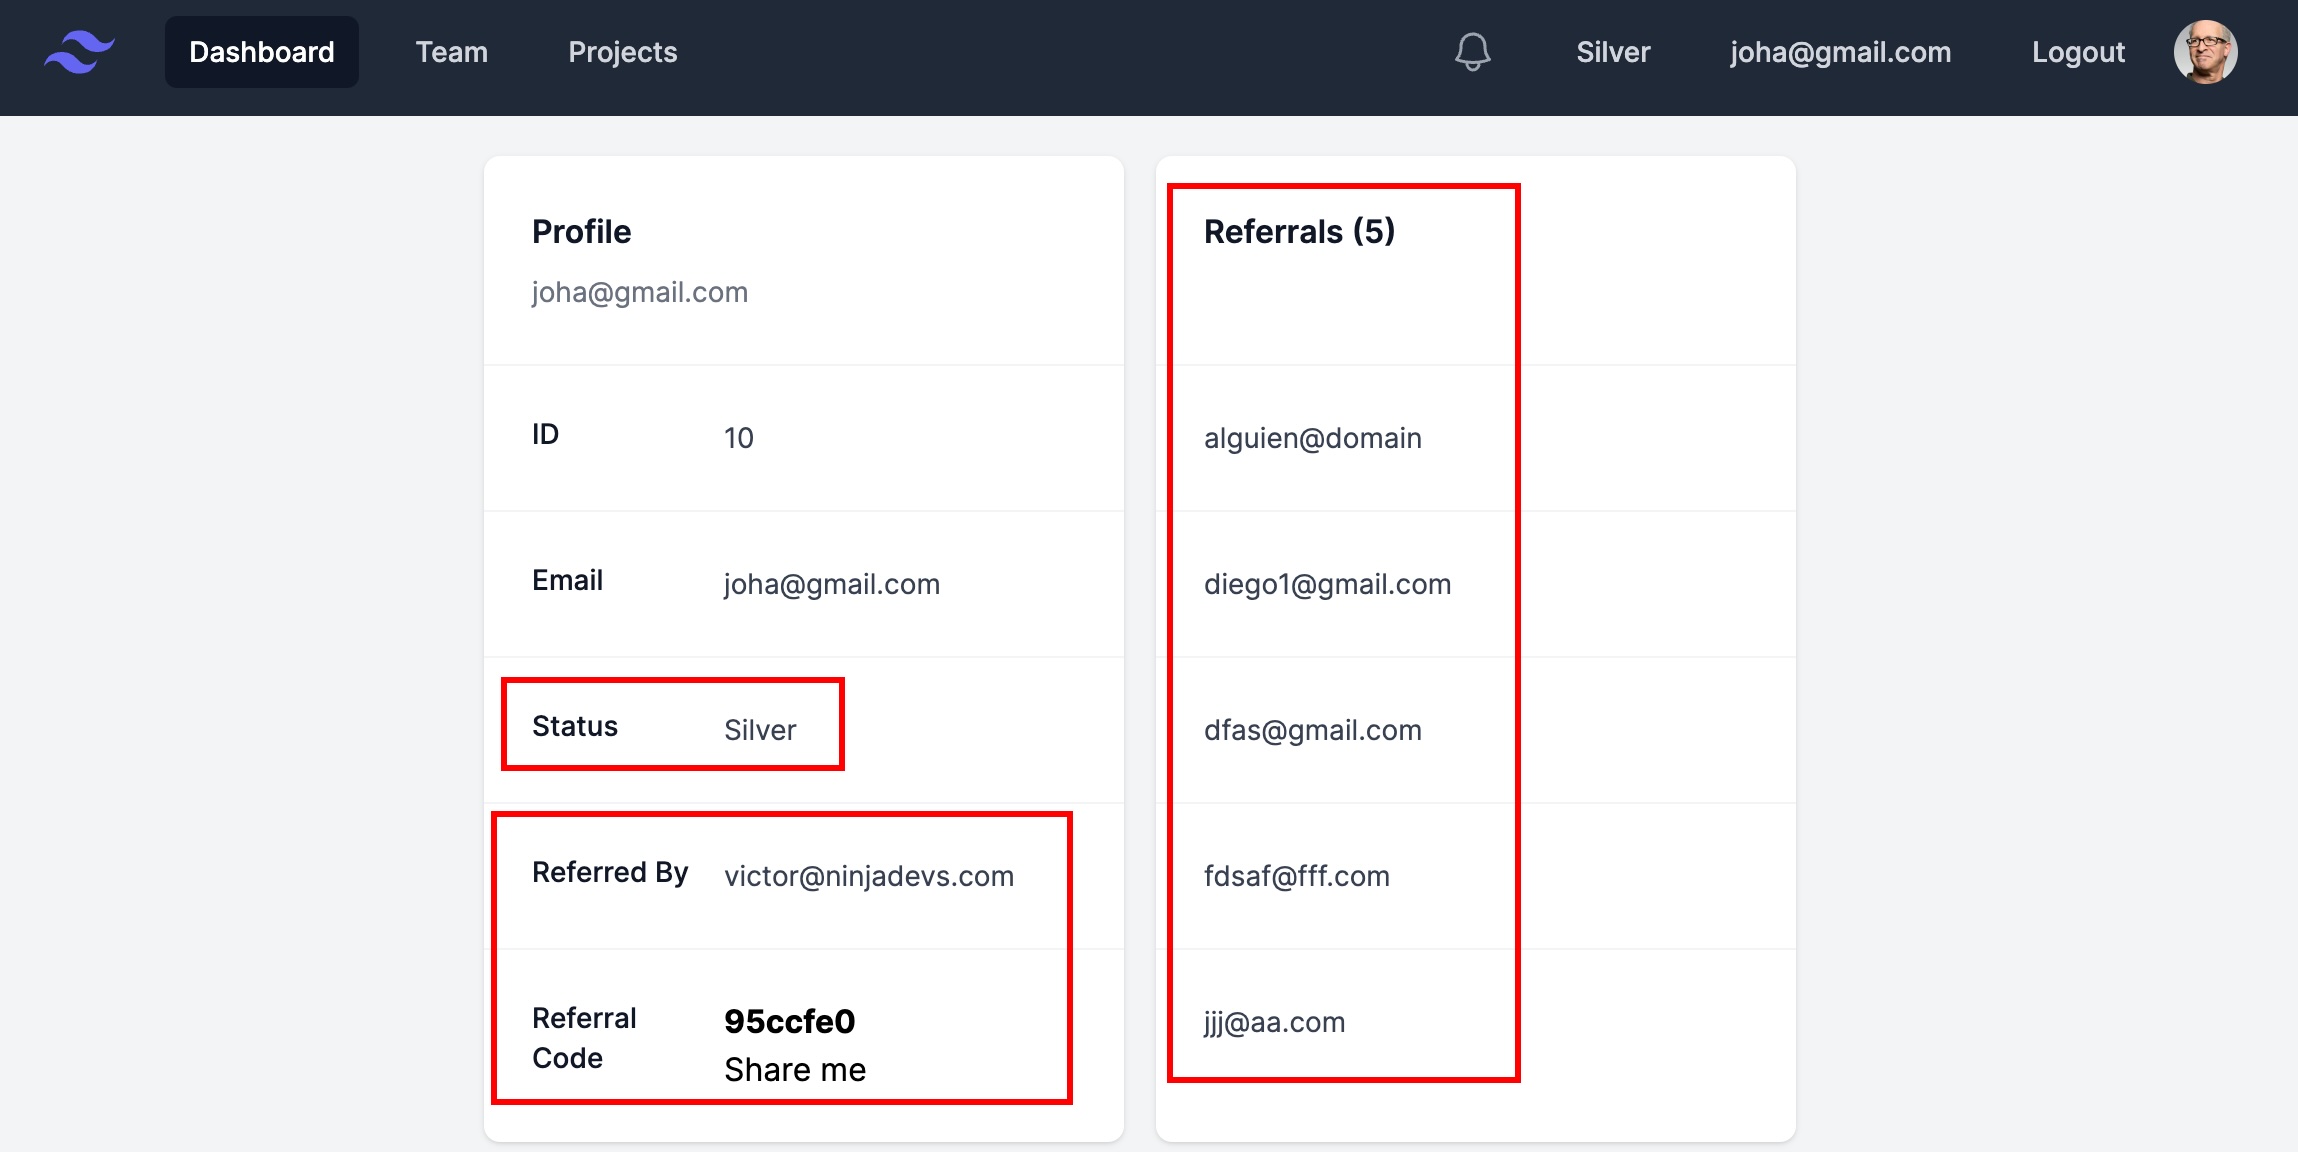 Dashboard Team Projects Silver joha@gmail.com Logout
Profile
joha@gmail.com
ID 10
Email joha@gmail.com
Status Silver
Referred By victor@ninjadevs.com
Referral Code 95ccfe0
Share me
Referrals (5)
alguien@domain
diego1@gmail.com
dfas@gmail.com
fdsaf@fff.com
jjj@aa.com